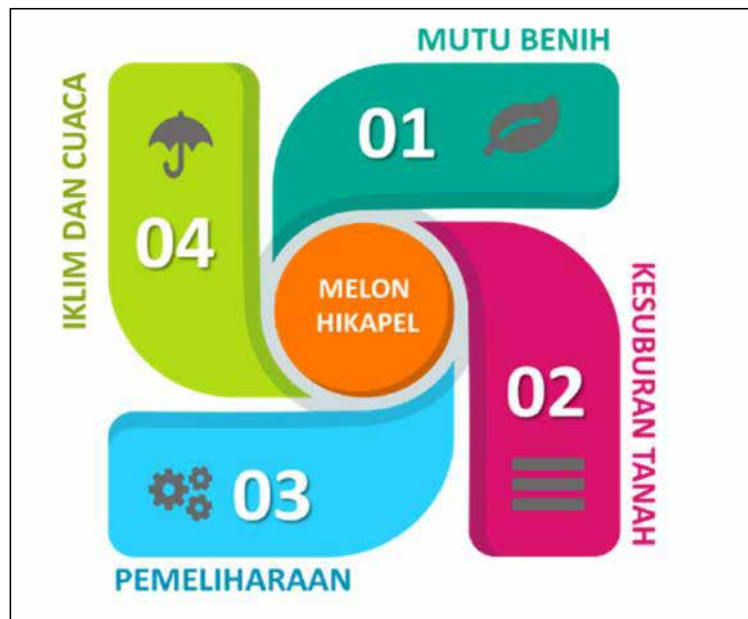 MUTU BENIH
01
KESUBURAN TANAH
02
PEMELIHARAAN
03
IKLIM DAN CUACA
04
MELON
HIKAPEL